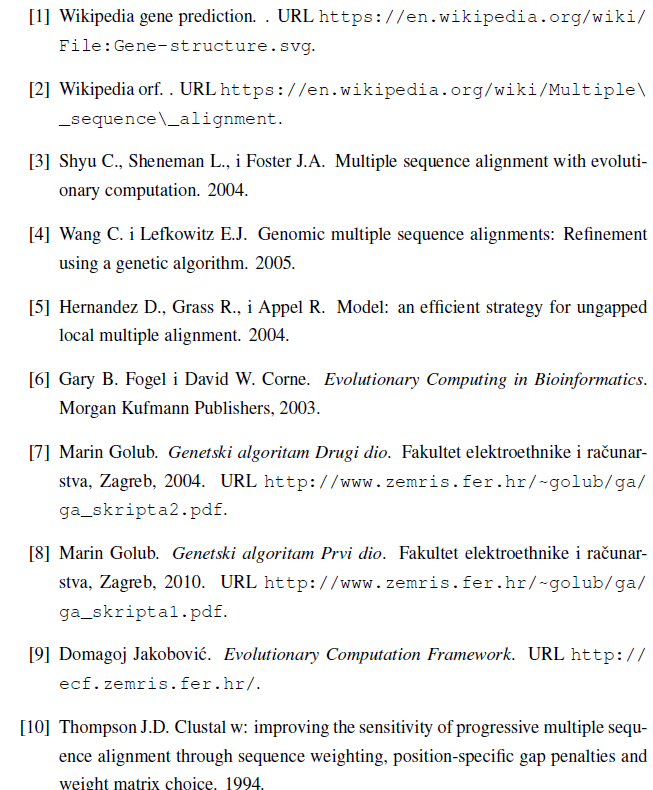 [1] Wikipedia gene prediction. . URL https://en.wikipedia.org/wiki/
File:Gene-structure.svg.
[2] Wikipedia orf. . URL https://en.wikipedia.org/wiki/Multiple\
_sequence\_alignment.
[3] Shyu C., Sheneman L., i Foster J.A. Multiple sequence alignment with evoluti-
onary computation. 2004.
[4] Wang C. i Lefkowitz E.J. Genomic multiple sequence alignments: Refinement
using a genetic algorithm. 2005.
[5] Hernandez D., Grass R., i Appel R. Model: an efficient strategy for ungapped
local multiple alignment. 2004.
[6] Gary B. Fogel i David W. Corne. Evolutionary Computing in Bioinformatics.
Morgan Kufmann Publishers, 2003.
[7] Marin Golub. Genetski algoritam Drugi dio. Fakultet elektroethnike i računar-
stva, Zagreb, 2004. URL http://www.zemris.fer.hr/~golub/ga/
ga_skripta2.pdf.
[8] Marin Golub. Genetski algoritam Prvi dio. Fakultet elektroethnike i računar-
stva, Zagreb, 2010. URL http://www.zemris.fer.hr/~golub/ga/
ga_skripta1.pdf.
[9] Domagoj Jakobović. Evolutionary Computation Framework. URL http://
ecf.zemris.fer.hr/.
[10] Thompson J.D. Clustal w: improving the sensitivity of progressive multiple sequ-
ence alignment through sequence weighting, position-specific gap penalties and
weight matrix choice. 1994.